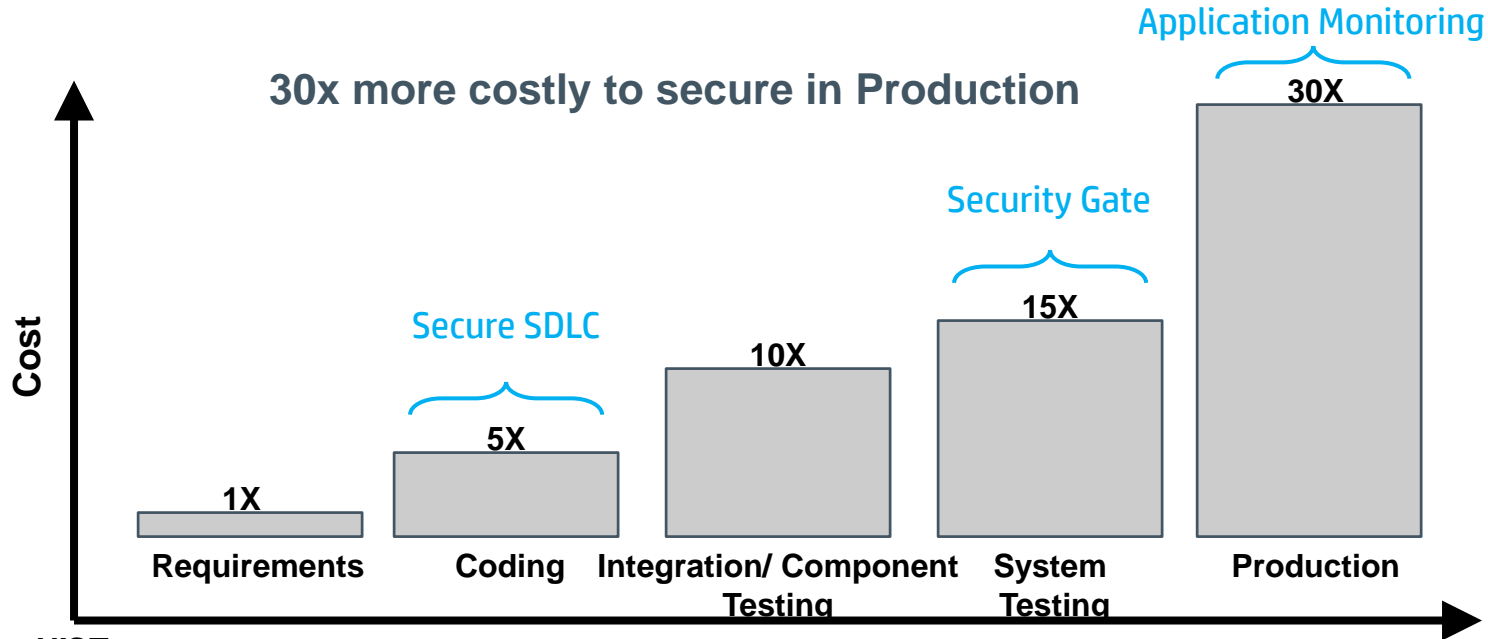 Application Monitoring
30x more costly to secure in Production
30X
Security Gate
15X
Secure SDLC
10X
5X
1X
Cost
Requirements
Coding
Integration/ Component
Testing
System
Testing
Production